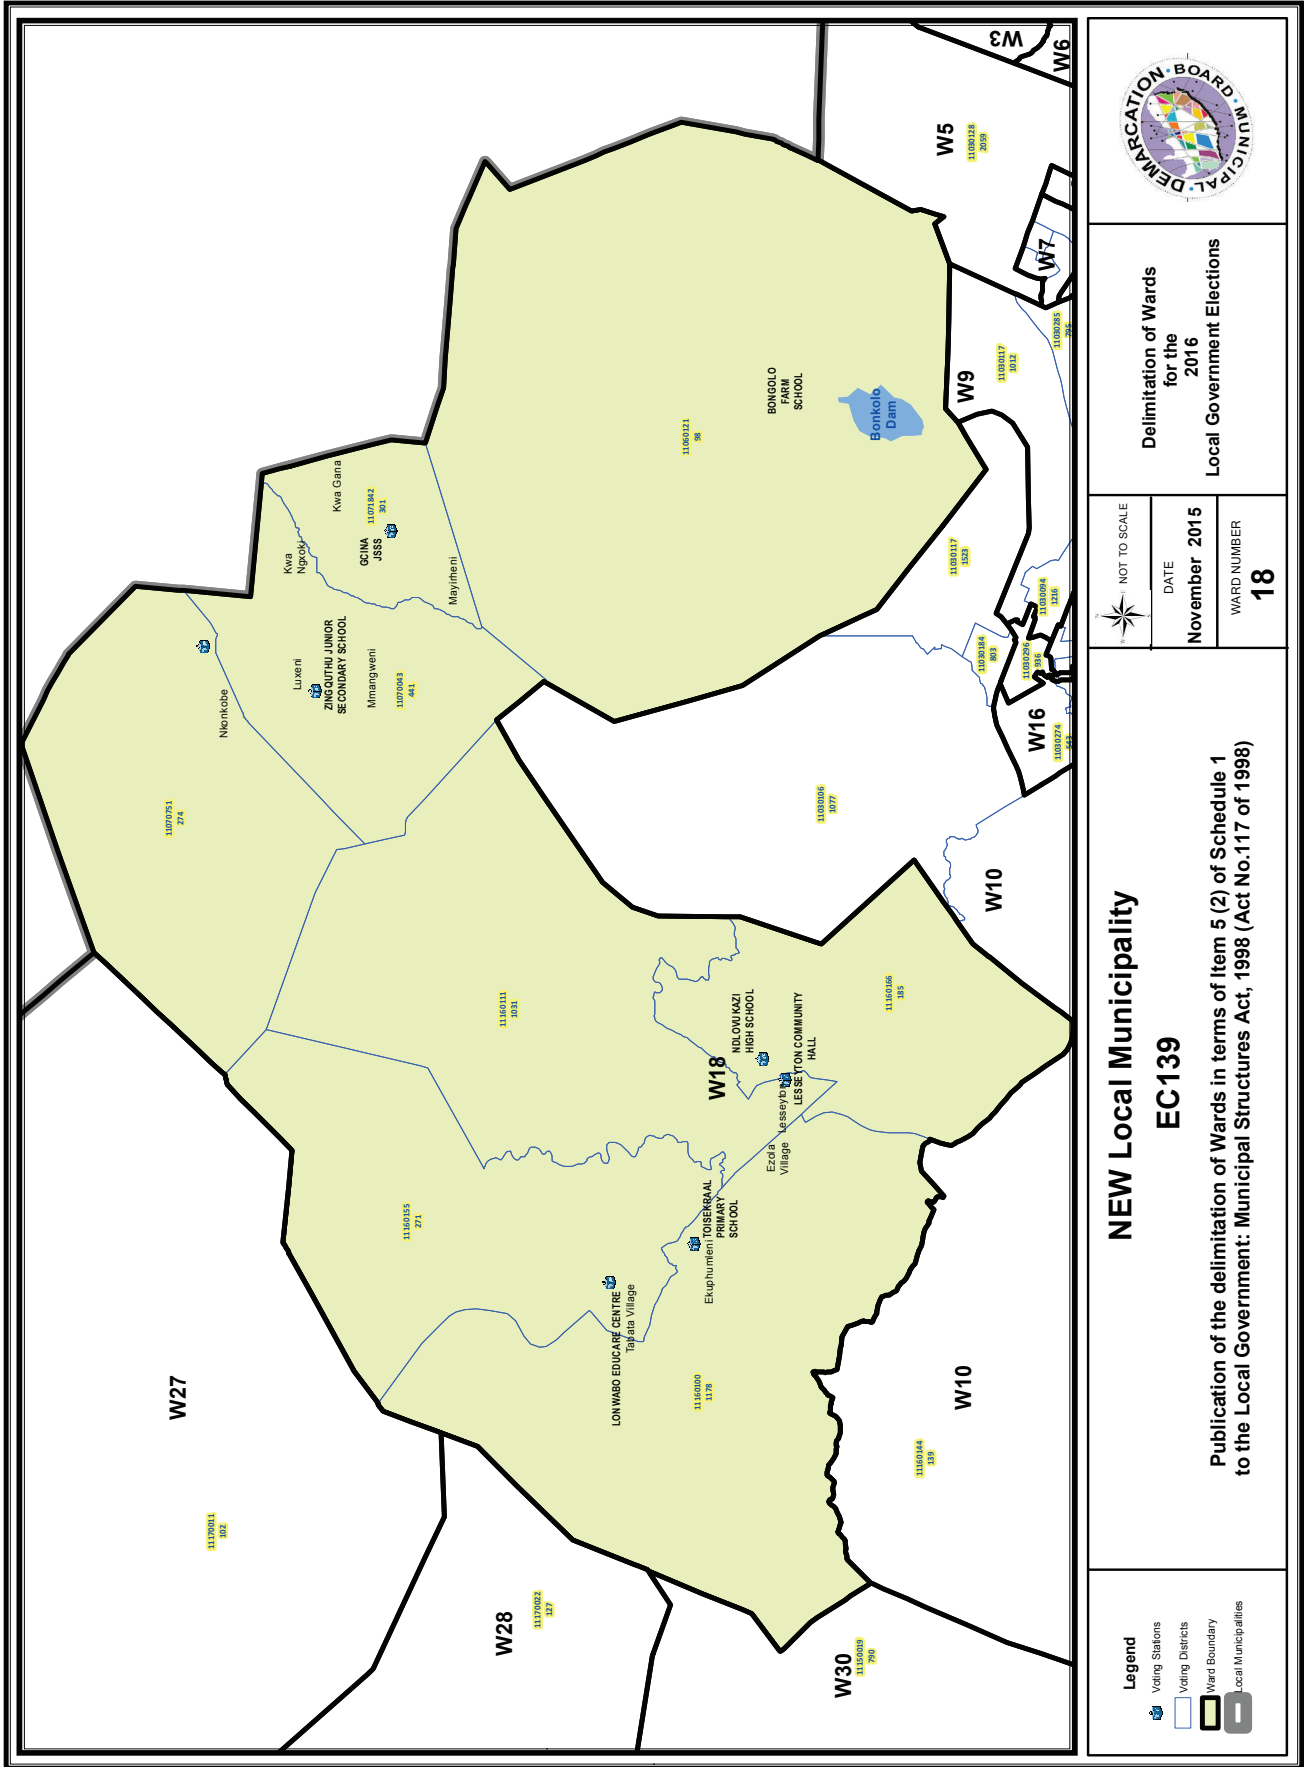 W27
11170011
102
W28
11170022
127
W30
11150019
790
W10
11160144
139
11160155
271
LONWABO EDUCARE CENTRE
Tabata Village
Ekuphumleni
TOISEKRAAL
PRIMARY
SCHOOL
11160100
1178
Ezola
Village
Lesseyton
LESSEYTON COMMUNITY
HALL
W18
NDLOVUKAZI
HIGH SCHOOL
11160111
1031
11160166
185
11070751
274
Nkonkobe
Luxeni
ZINGQUTHU JUNIOR
SECONDARY SCHOOL
Mmangweni
11070043
441
Kwa
Ngxoki
Kwa Gana
GCINA
JSSS
11071842
301
Mayirheni
11060121
98
BONGOLO
FARM
SCHOOL
Bonkolo
Dam
11030106
1077
W10
W16
11030274
543
11030296
936
11030184
803
11030094
1216
11030117
1523
W9
11030117
1012
11030285
795
W7
W5
11030128
2059
W3
W6
Legend
Voting Stations
Voting Districts
Ward Boundary
Local Municipalities
NEW Local Municipality
EC139
Publication of the delimitation of Wards in terms of Item 5 (2) of Schedule 1
to the Local Government: Municipal Structures Act, 1998 (Act No.117 of 1998)
NOT TO SCALE
DATE
November 2015
WARD NUMBER
18
Delimitation of Wards
for the
2016
Local Government Elections
MUNICIPAL DEMARCATION BOARD